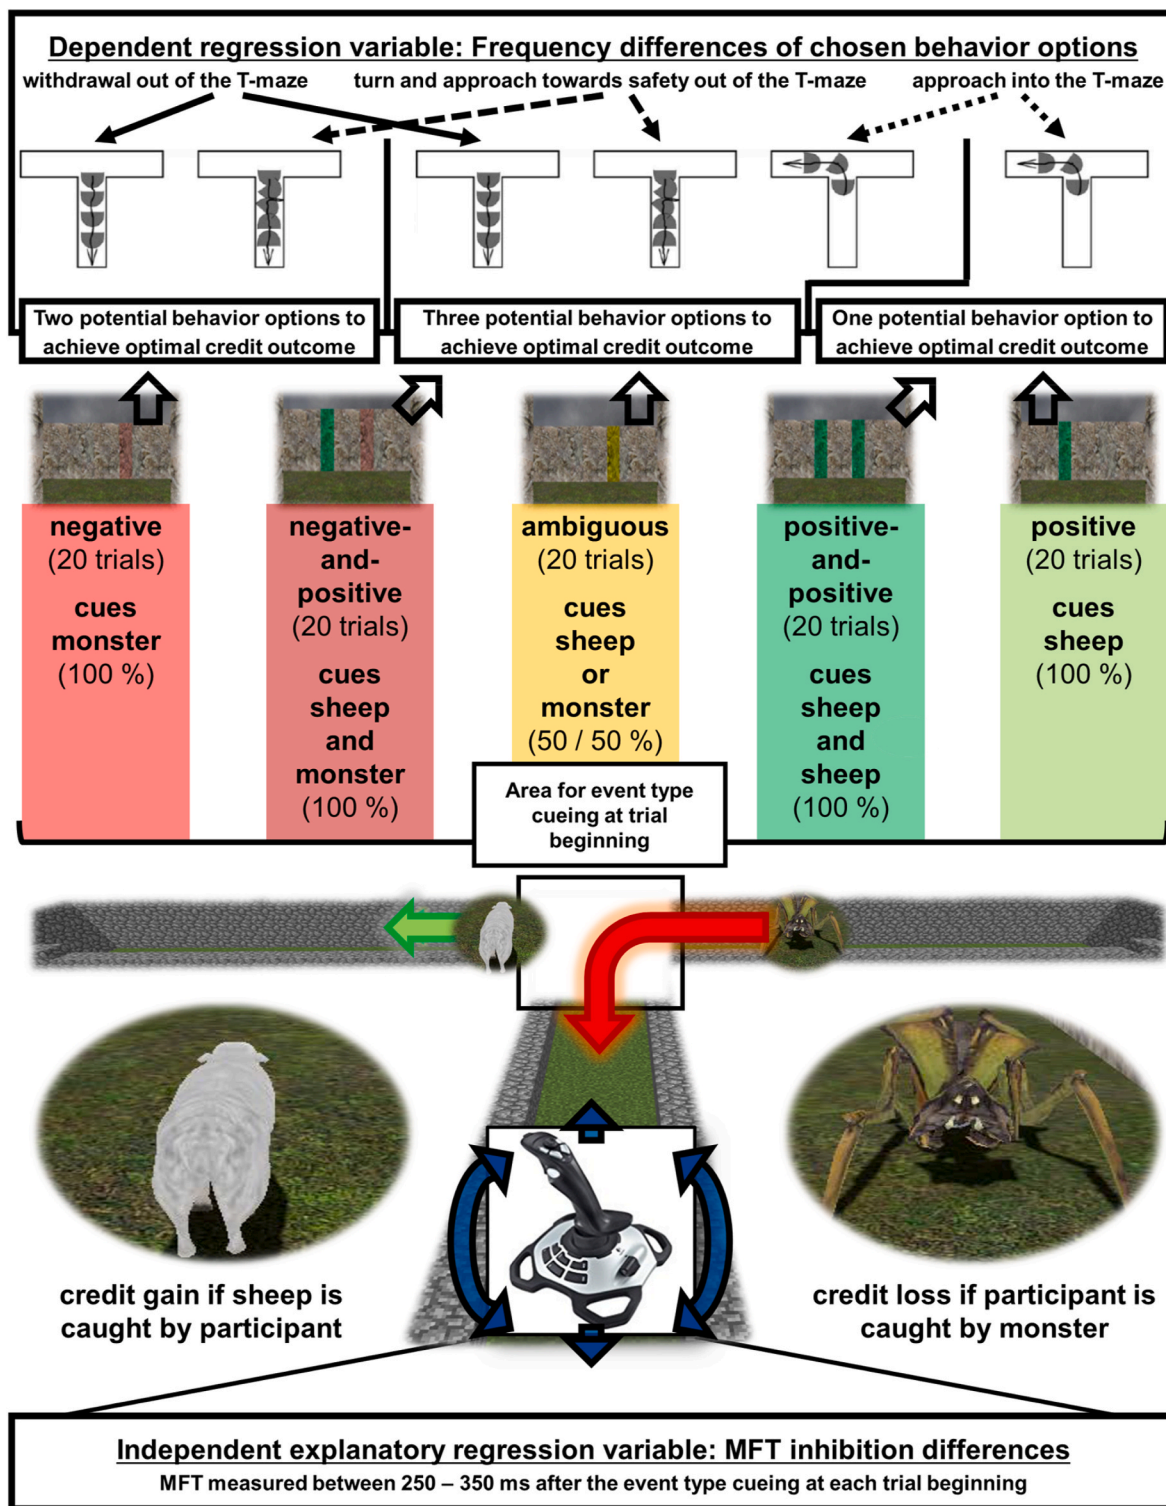 Dependent regression variable: Frequency differences of chosen behavior options
withdrawal out of the T-maze
turn and approach towards safety out of the T-maze
approach into the T-maze
Two potential behavior options to
achieve optimal credit outcome
Three potential behavior options to
achieve optimal credit outcome
One potential behavior option to
achieve optimal credit outcome
negative
(20 trials)
cues
monster
(100 %)
negative-
and-
positive
(20 trials)
cues
sheep
and
monster
(100 %)
ambiguous
(20 trials)
cues
sheep
or
monster
(50 / 50 %)
positive-
and-
positive
(20 trials)
cues
sheep
and
sheep
(100 %)
positive
(20 trials)
cues
sheep
(100 %)
Area for event type
cueing at trial
beginning
credit gain if sheep is
caught by participant
credit loss if participant is
caught by monster
Independent explanatory regression variable: MFT inhibition differences
MFT measured between 250 – 350 ms after the event type cueing at each trial beginning